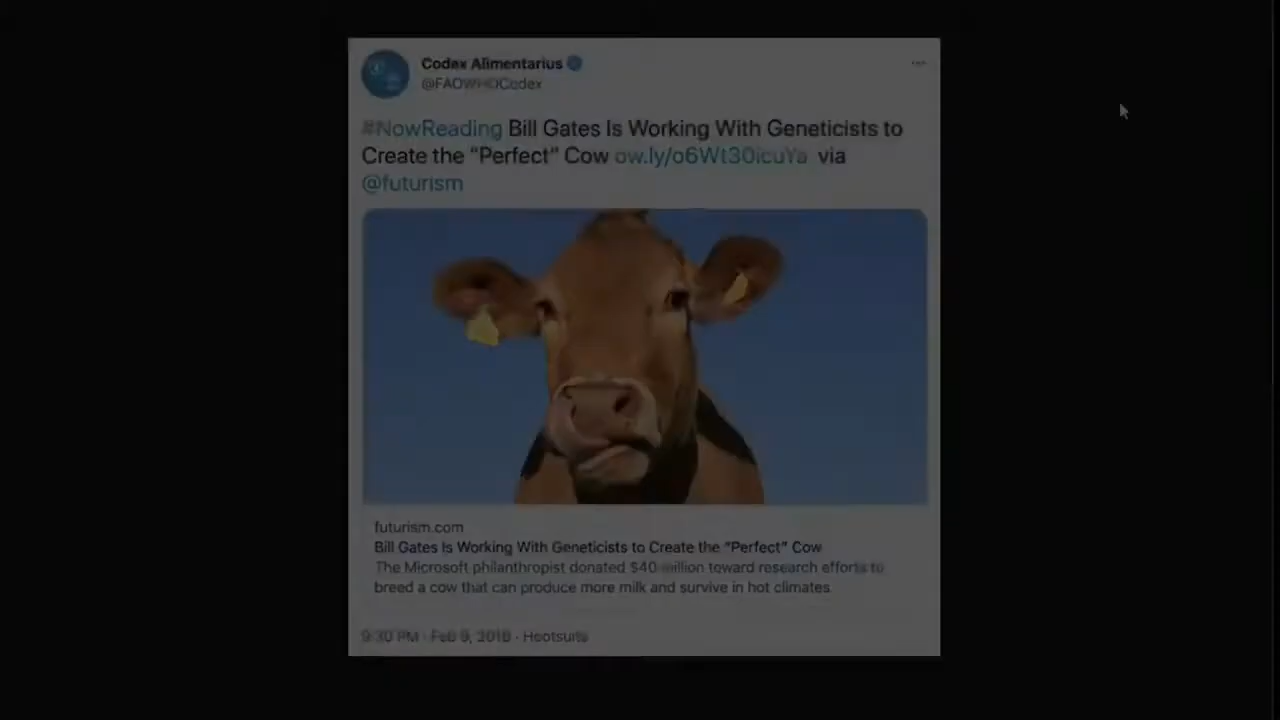 Codex Alimentarius
@FAOWHOCodex
#NowReading Bill Gates Is Working With Geneticists to
Create the “Perfect” Cow ow.ly/o6Wt30icuYa via
@futurism
futurism.com
Bill Gates Is Working With Geneticists to Create the “Perfect” Cow
The Microsoft philanthropist donated $40 million toward research efforts to
breed a cow that can produce more milk and survive in hot climates.
9:30 PM · Feb 9, 2018 · Hootsuite